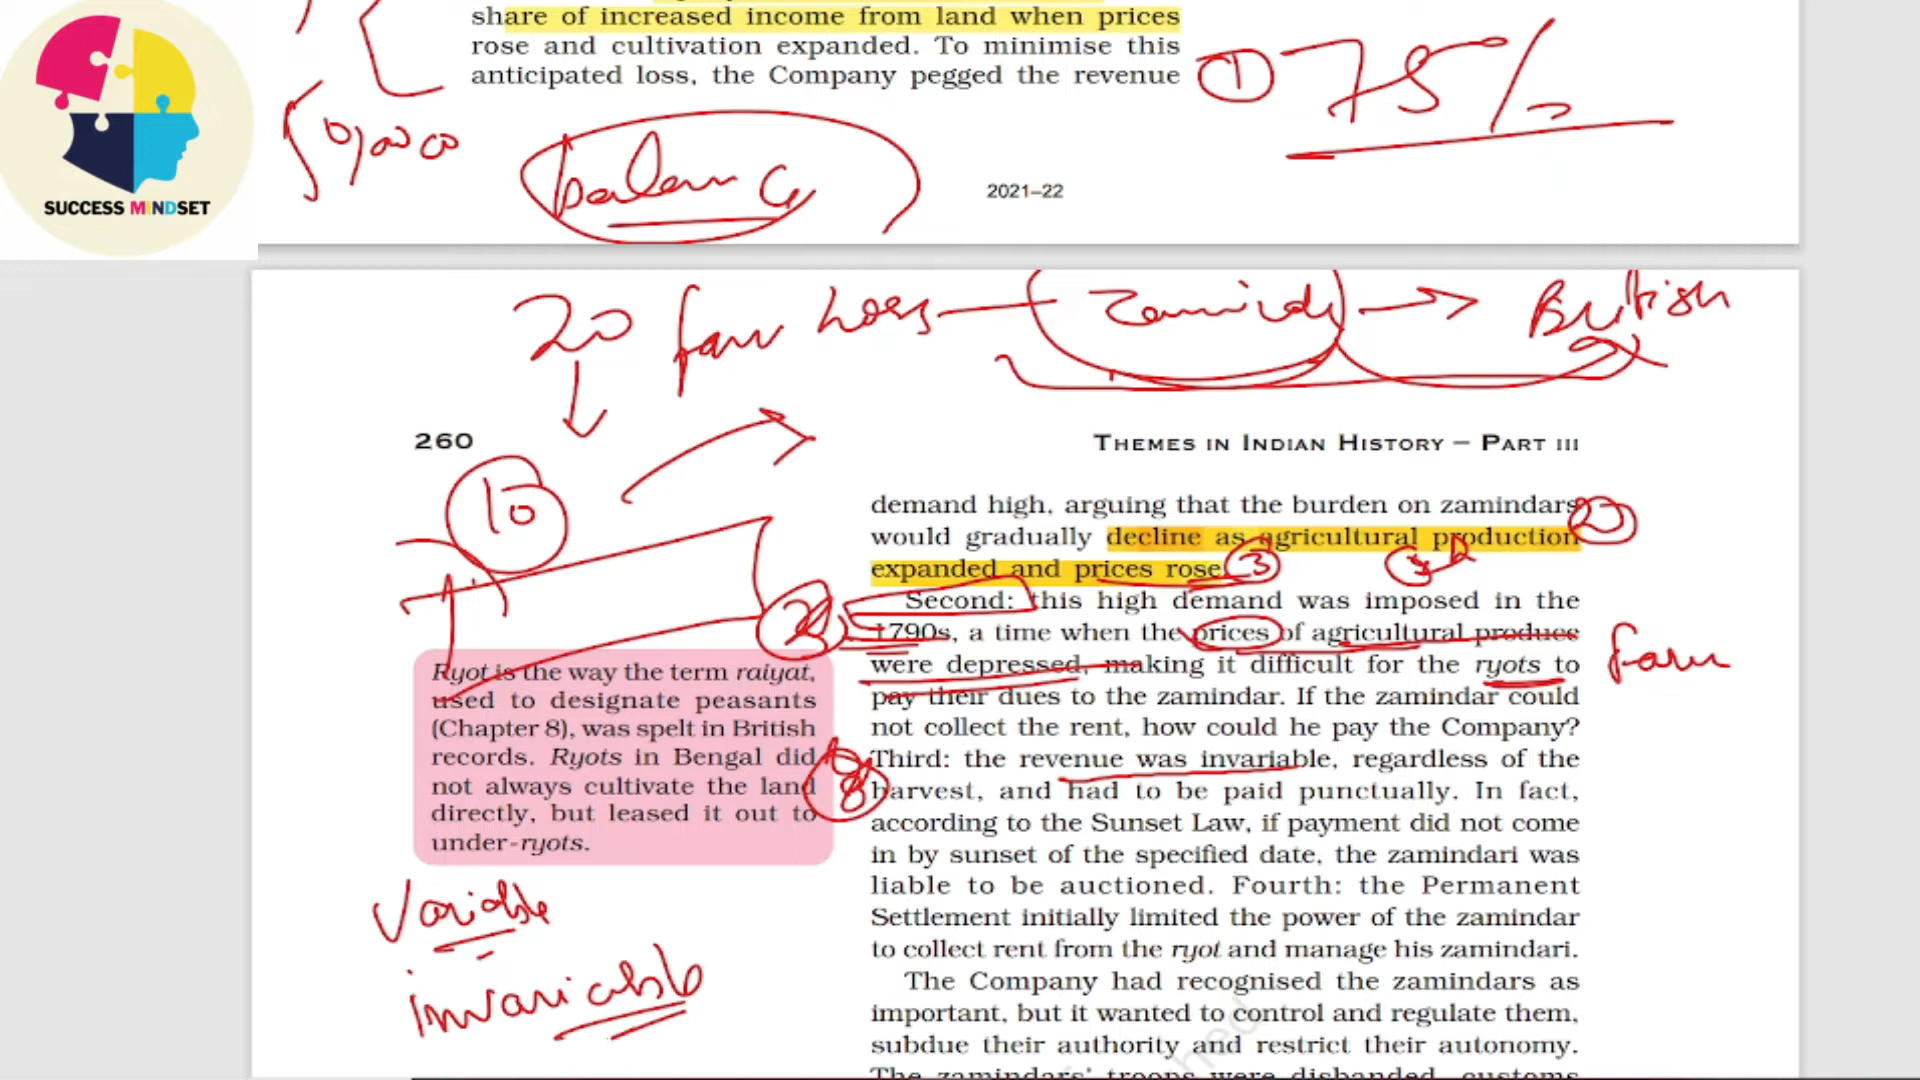 share of increased income from land when prices
rose and cultivation expanded. To minimise this
anticipated loss, the Company pegged the revenue
① 75%
SUCCESS MINDSET
2021–22
20 farm
Zaminda → British
260
THEMES IN INDIAN HISTORY – PART III
10
demand high, arguing that the burden on zamindars
would gradually decline as agricultural production
expanded and prices rose
Second: this high demand was imposed in the
1790s, a time when the prices of agricultural produce
were depressed, making it difficult for the ryots to
pay their dues to the zamindar. If the zamindar could
not collect the rent, how could he pay the Company?
Third: the revenue was invariable, regardless of the
harvest, and had to be paid punctually. In fact,
according to the Sunset Law, if payment did not come
in by sunset of the specified date, the zamindari was
liable to be auctioned. Fourth: the Permanent
Settlement initially limited the power of the zamindar
to collect rent from the ryot and manage his zamindari.
The Company had recognised the zamindars as
important, but it wanted to control and regulate them,
subdue their authority and restrict their autonomy.
The zamindars' troops were disbanded, customs
farm
Ryot is the way the term raiyat,
used to designate peasants
(Chapter 8), was spelt in British
records. Ryots in Bengal did
not always cultivate the land
directly, but leased it out to
under-ryots.
Variable
invariable